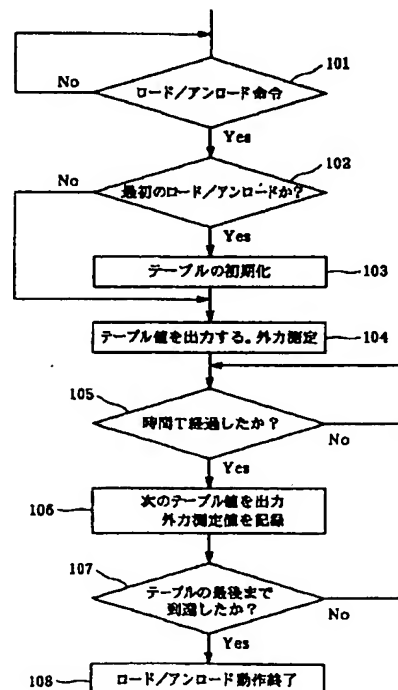 101
No
ロード/アンロード命令
Yes
102
No
最初のロード/アンロードか?
Yes
テーブルの初期化
103
テーブル値を出力する。外力測定
104
105
時間Tで経過したか?
No
Yes
次のテーブル値を出力
外力測定値を記録
106
107
テーブルの最後まで
到達したか?
No
Yes
ロード/アンロード動作終了
108